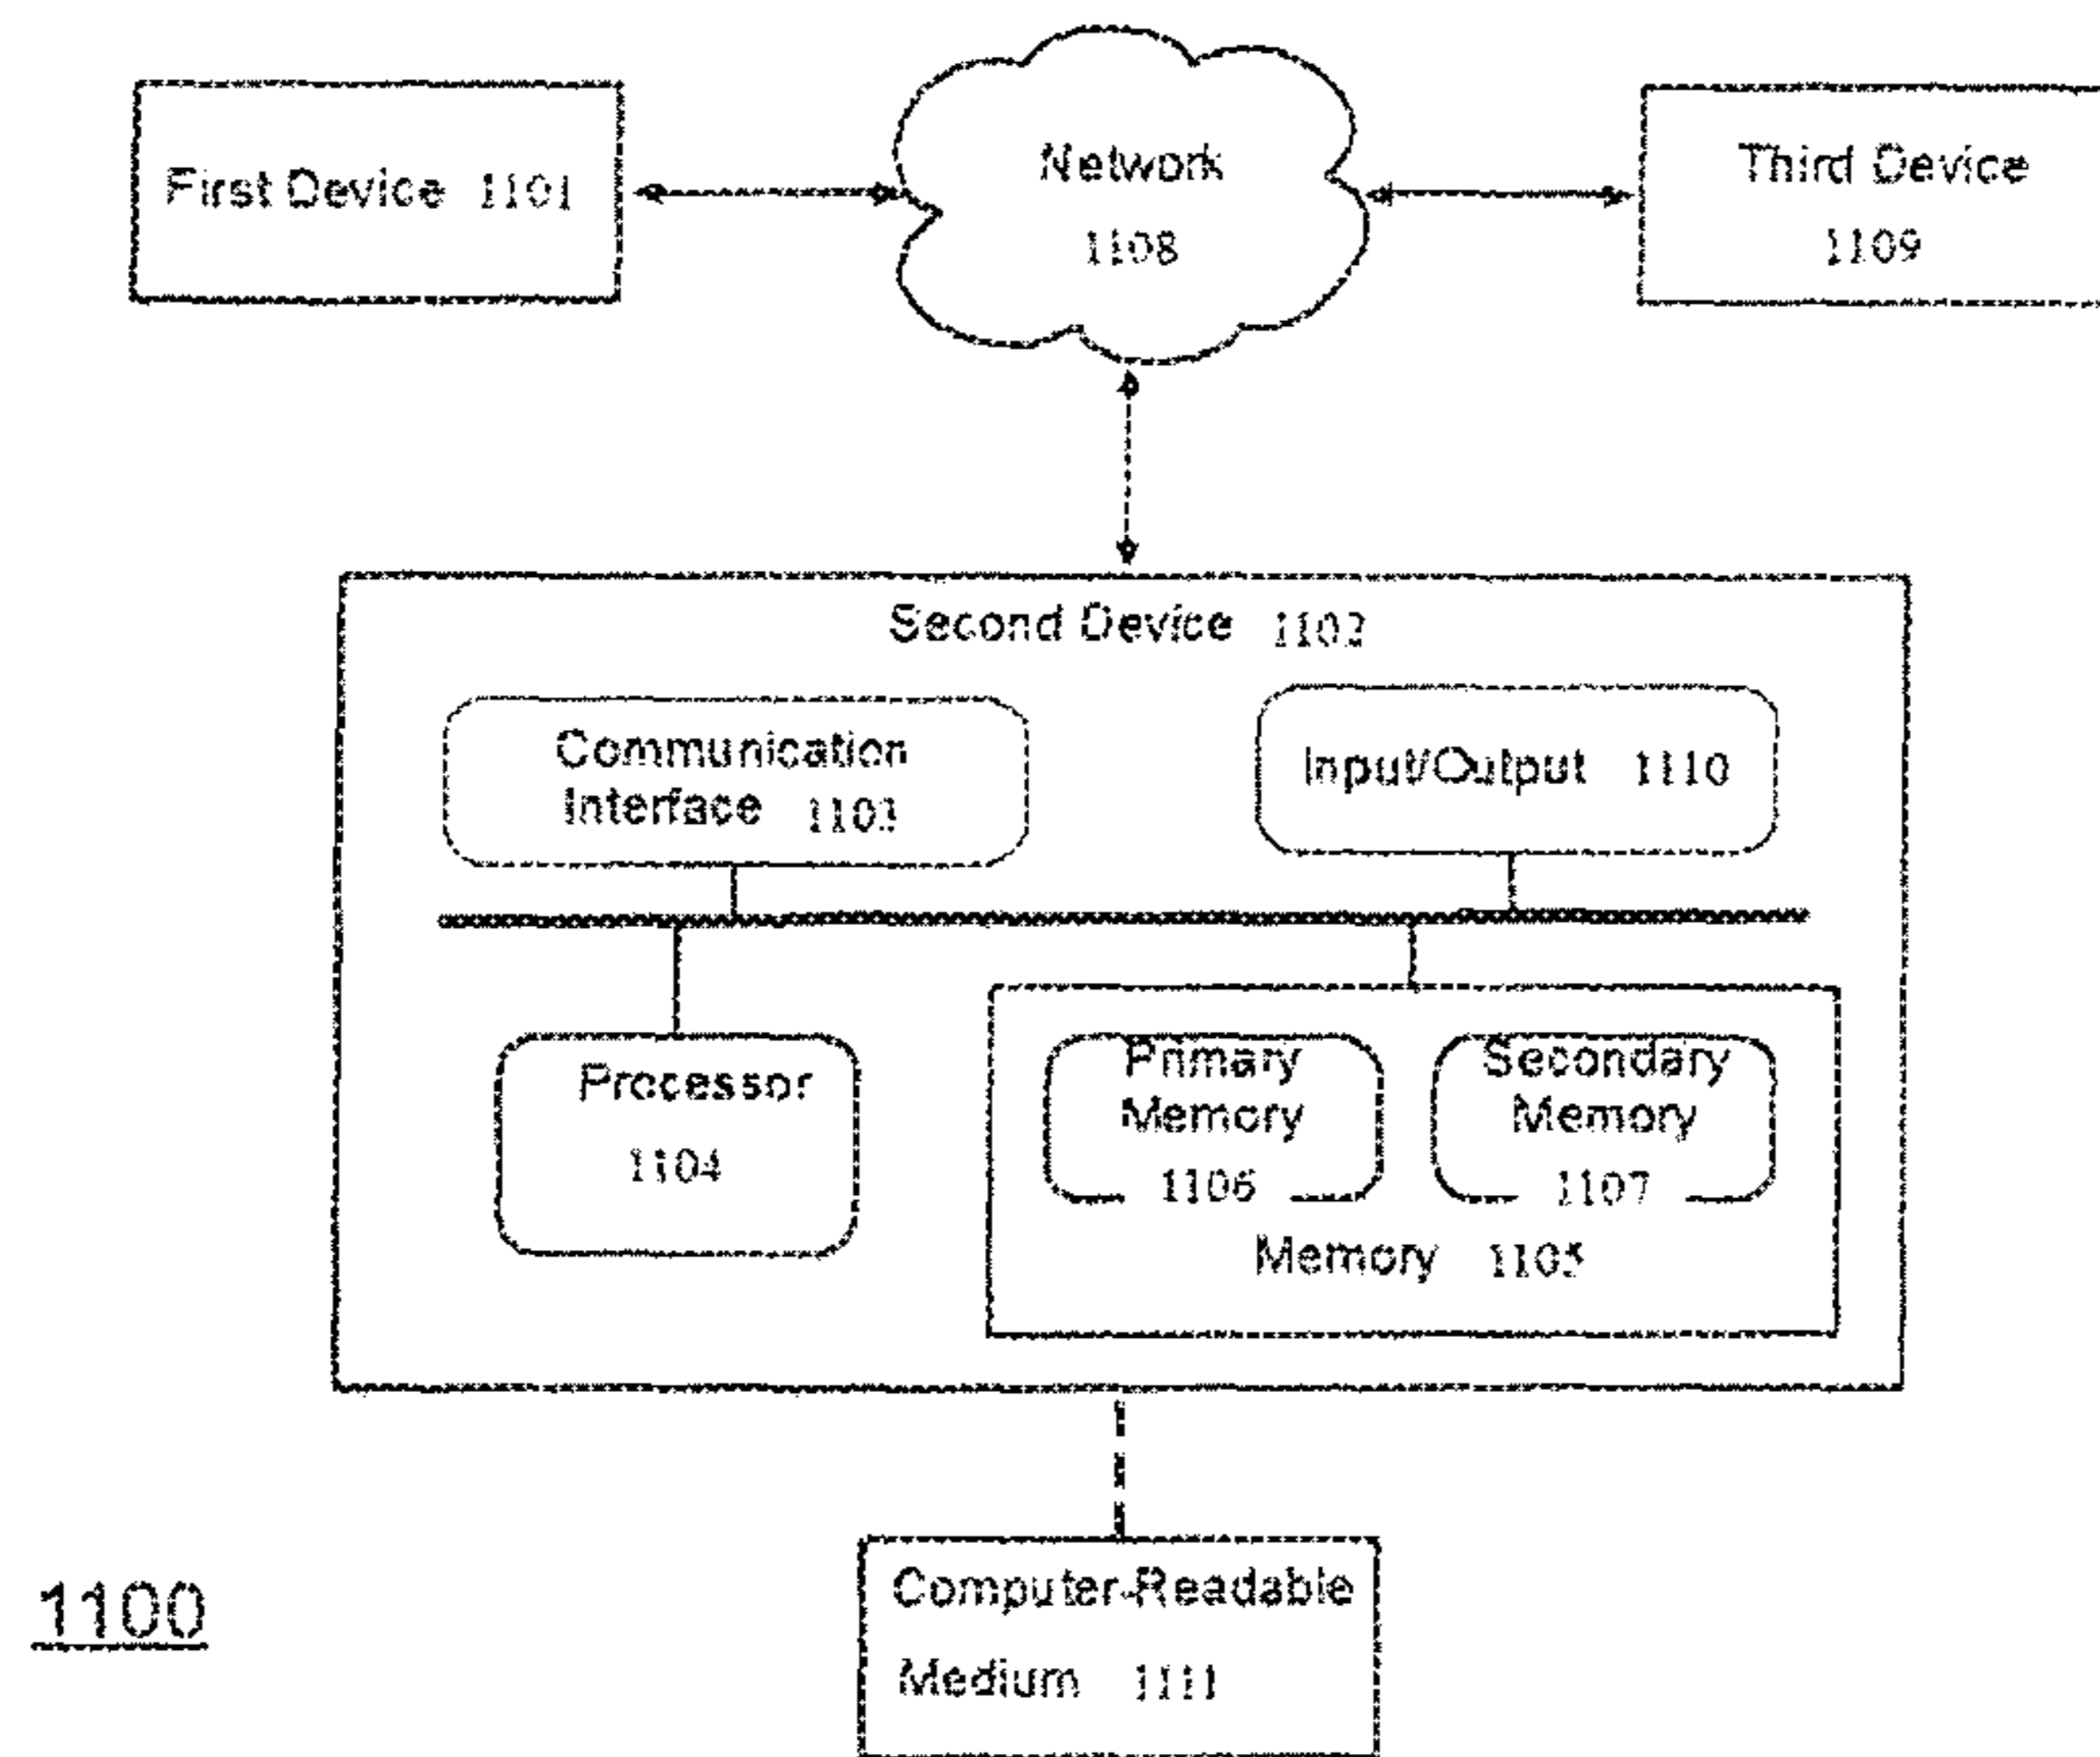 First Device 1101
Network
1108
Third Device
1109
Second Device 1102
Communication
Interface 1103
Input/Output 1110
Processor
1104
Primary
Memory
1106
Secondary
Memory
1107
Memory 1105
Computer-Readable
Medium 1111
1100